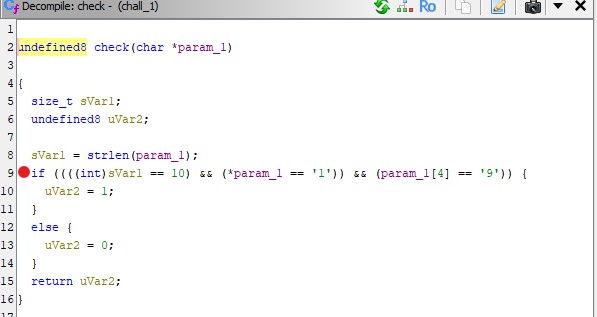 Cf Decompile: check - (chall_1)
Ro
1
2 undefined8 check(char *param_1)
3
4 {
5 size_t sVar1;
6 undefined8 uVar2;
7
8 sVar1 = strlen(param_1);
9 if ((((int)sVar1 == 10) && (*param_1 == '1')) && (param_1[4] == '9')) {
10 uVar2 = 1;
11 }
12 else {
13 uVar2 = 0;
14 }
15 return uVar2;
16 }